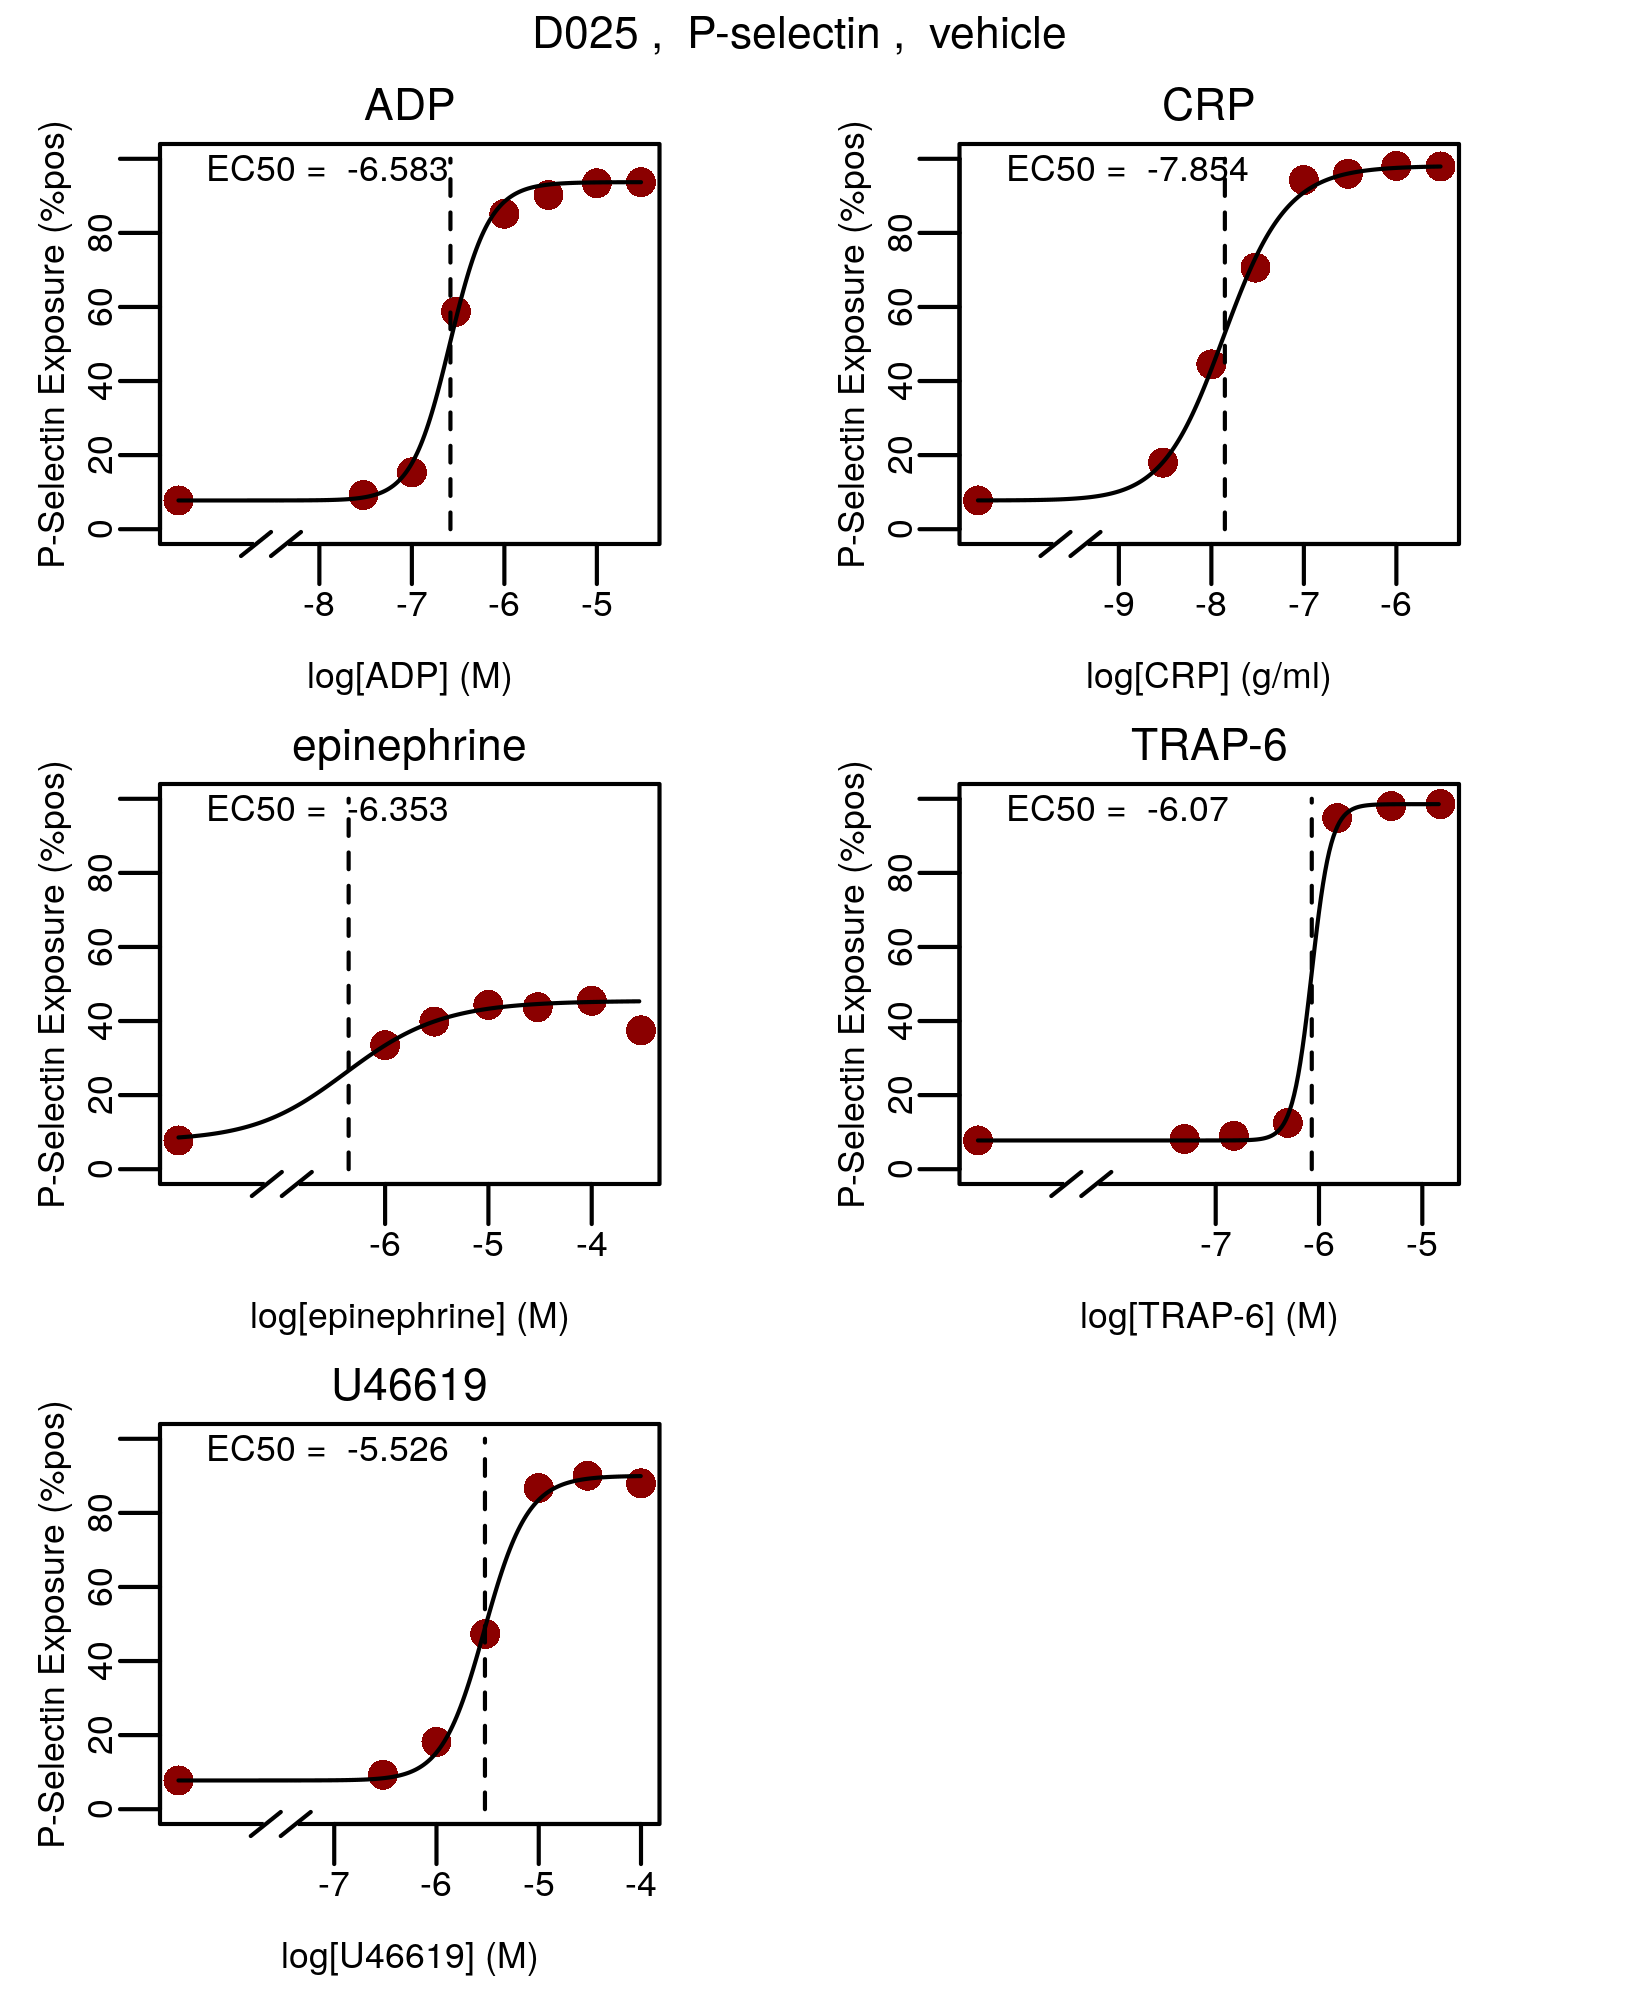 D025 ,  P-selectin ,  vehicle
ADP
P-Selectin Exposure (%pos)
EC50 =  -6.583
0 20 40 60 80
-8 -7 -6 -5
log[ADP] (M)
CRP
P-Selectin Exposure (%pos)
EC50 =  -7.854
0 20 40 60 80
-9 -8 -7 -6
log[CRP] (g/ml)
epinephrine
P-Selectin Exposure (%pos)
EC50 =  -6.353
0 20 40 60 80
-6 -5 -4
log[epinephrine] (M)
TRAP-6
P-Selectin Exposure (%pos)
EC50 =  -6.07
0 20 40 60 80
-7 -6 -5
log[TRAP-6] (M)
U46619
P-Selectin Exposure (%pos)
EC50 =  -5.526
0 20 40 60 80
-7 -6 -5 -4
log[U46619] (M)